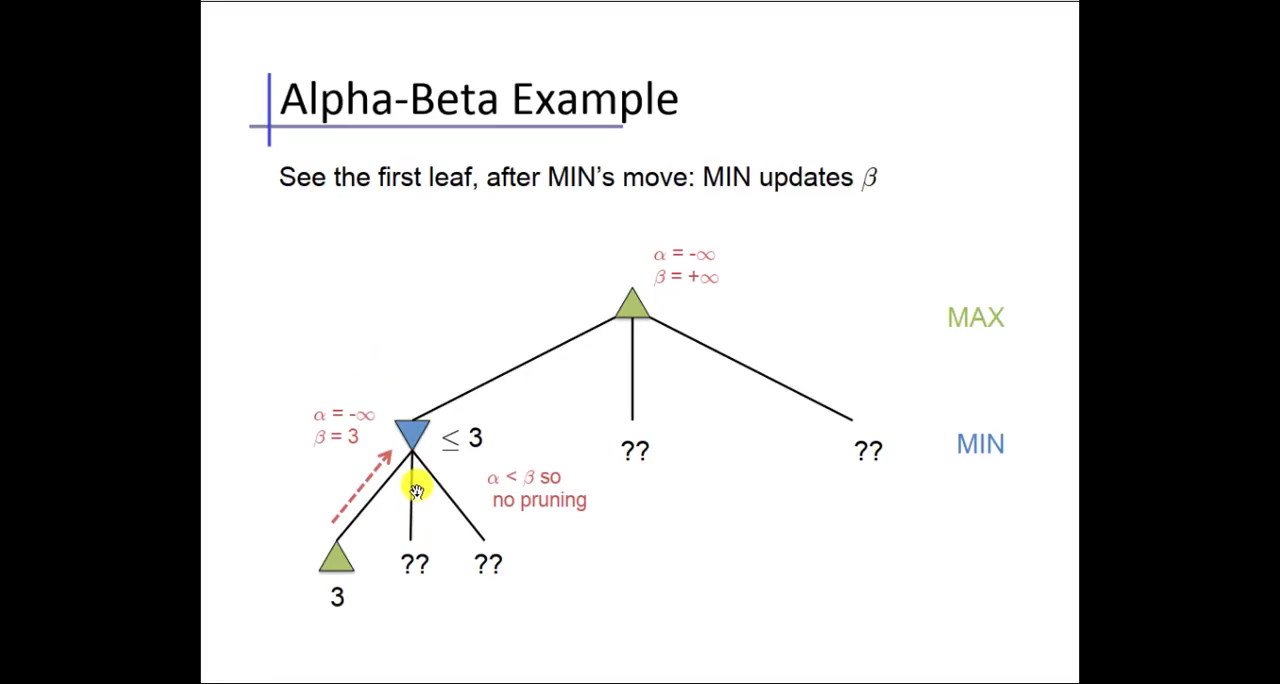 Alpha-Beta Example
See the first leaf, after MIN's move: MIN updates β
α = -∞
β = +∞
MAX
α = -∞
β = 3
≤ 3
??
??
MIN
α < β so
no pruning
??
??
3